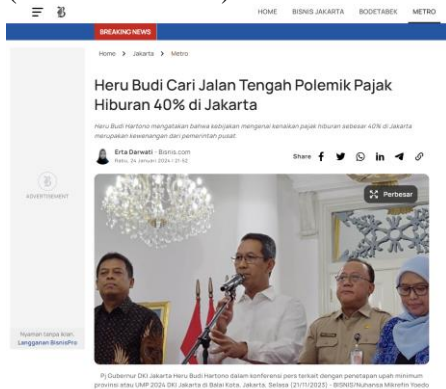 HOME BISNIS JAKARTA BODETABEK METRO
BREAKING NEWS
Home > Jakarta > Metro
Heru Budi Cari Jalan Tengah Polemik Pajak
Hiburan 40% di Jakarta
Heru Budi Hartono mengatakan bahwa kebijakan mengenai kenaikan pajak hiburan sebesar 40% di Jakarta
merupakan kewenangan dari pemerintah pusat.
Erta Darwati - Bisnis.com
Rabu, 24 Januari 2024 | 21:52
Share
ADVERTISEMENT
Perbesar
Nyaman tanpa iklan.
Langganan BisnisPro
Pj Gubernur DKI Jakarta Heru Budi Hartono dalam konferensi pers terkait dengan penetapan upah minimum
provinsi atau UMP 2024 DKI Jakarta di Balai Kota, Jakarta, Selasa (21/11/2023) - BISNIS/Nuhansa Mikrefin Yoedo